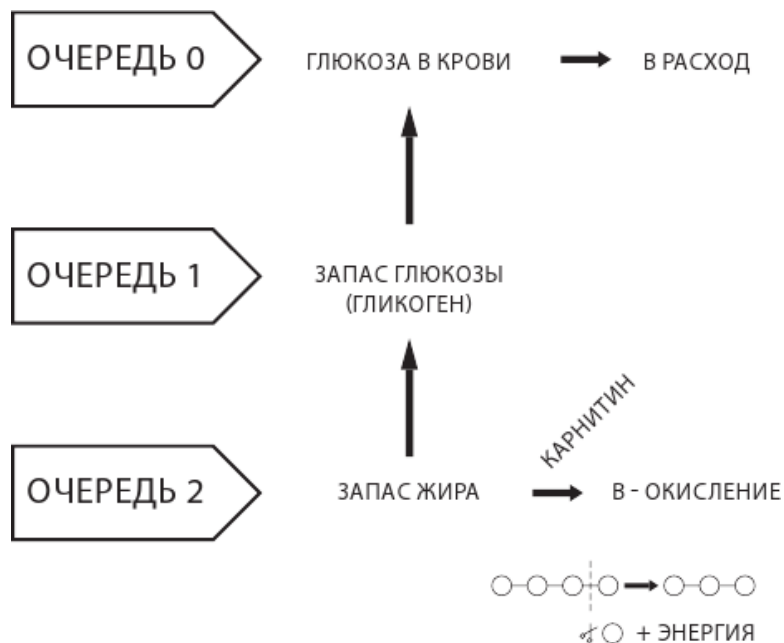 ОЧЕРЕДЬ 0
ГЛЮКОЗА В КРОВИ
В РАСХОД
ОЧЕРЕДЬ 1
ЗАПАС ГЛЮКОЗЫ
(ГЛИКОГЕН)
КАРНИТИН
ОЧЕРЕДЬ 2
ЗАПАС ЖИРА
В - ОКИСЛЕНИЕ
+ ЭНЕРГИЯ